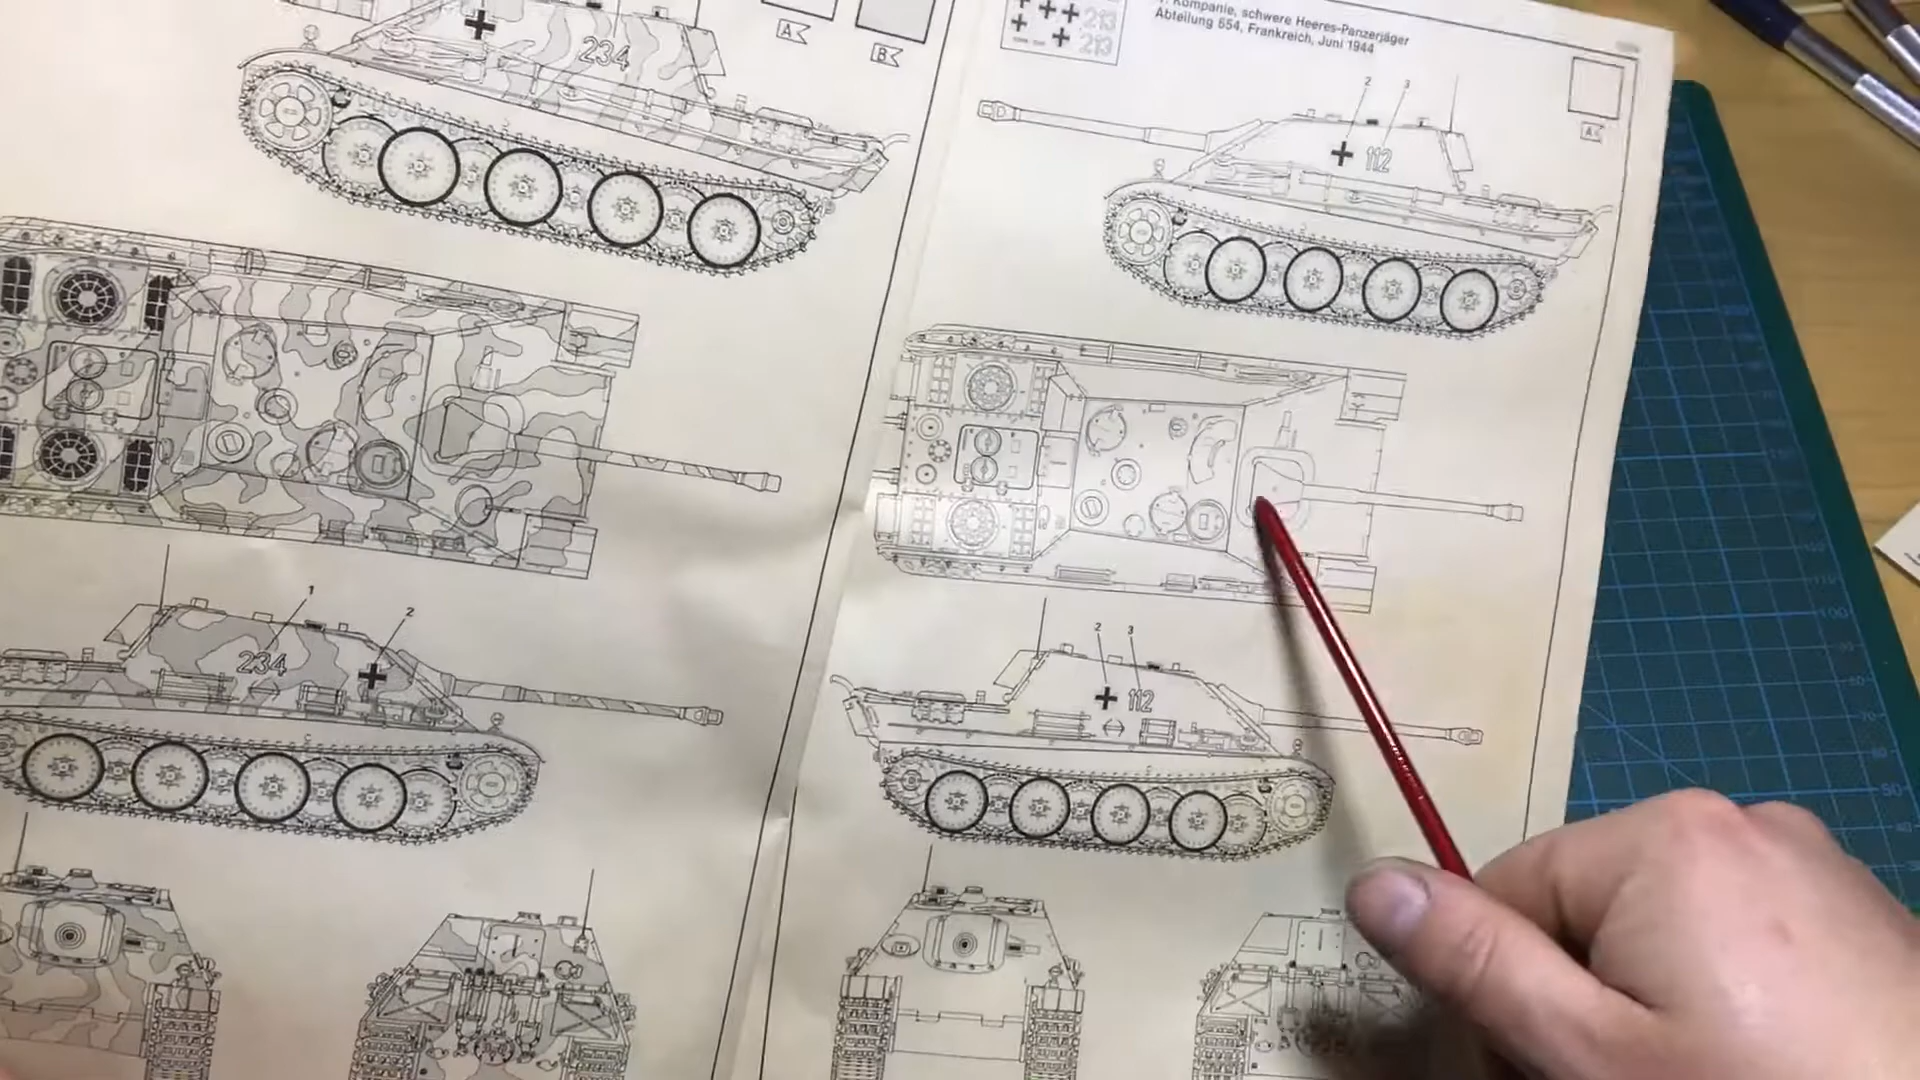 234
A
B
213
213
Kompanie, schwere Heeres-Panzerjäger
Abteilung 654, Frankreich, Juni 1944
2 3
112
A
1 2
234
2 3
112